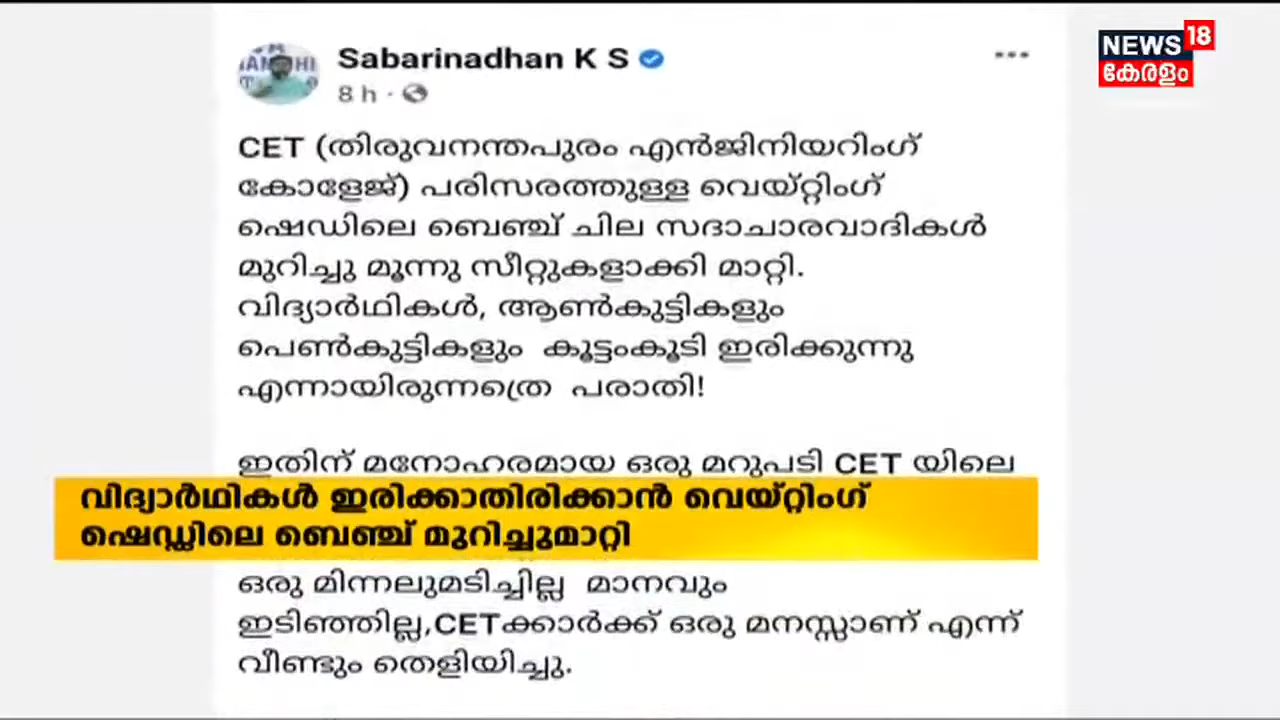 Sabarinadhan K S
8 h ·
CET (തിരുവനന്തപുരം എൻജിനിയറിംഗ്
കോളേജ്) പരിസരത്തുള്ള വെയ്റ്റിംഗ്
ഷെഡിലെ ബെഞ്ച് ചില സദാചാരവാദികൾ
മുറിച്ചു മൂന്നു സീറ്റുകളാക്കി മാറ്റി.
വിദ്യാർഥികൾ, ആൺകുട്ടികളും
പെൺകുട്ടികളും കൂട്ടംകൂടി ഇരിക്കുന്നു
എന്നായിരുന്നത്രെ പരാതി!
ഇതിന് മനോഹരമായ ഒരു മറുപടി CET യിലെ
വിദ്യാർഥികൾ ഇരിക്കാതിരിക്കാൻ വെയ്റ്റിംഗ്
ഷെഡ്ഡിലെ ബെഞ്ച് മുറിച്ചുമാറ്റി
ഒരു മിന്നലുമടിച്ചില്ല മാനവും
ഇടിഞ്ഞില്ല,CETക്കാർക്ക് ഒരു മനസ്സാണ് എന്ന്
വീണ്ടും തെളിയിച്ചു.
NEWS 18
കേരളം